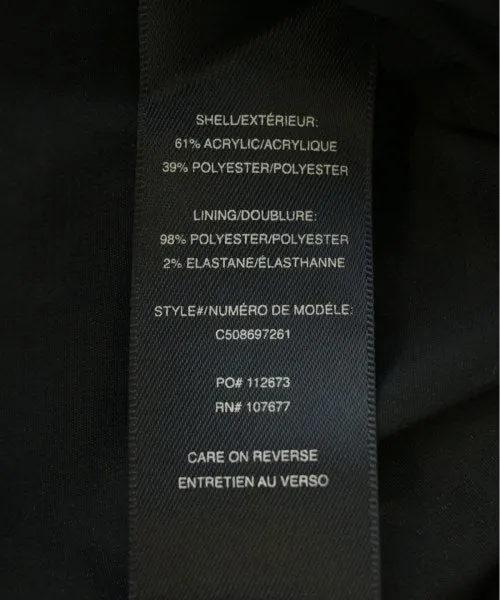 SHELL/EXTÉRIEUR:
61% ACRYLIC/ACRYLIQUE
39% POLYESTER/POLYESTER
LINING/DOUBLURE:
98% POLYESTER/POLYESTER
2% ELASTANE/ÉLASTHANNE
STYLE#/NUMÉRO DE MODÉLE:
C508697261
PO# 112673
RN# 107677
CARE ON REVERSE
ENTRETIEN AU VERSO